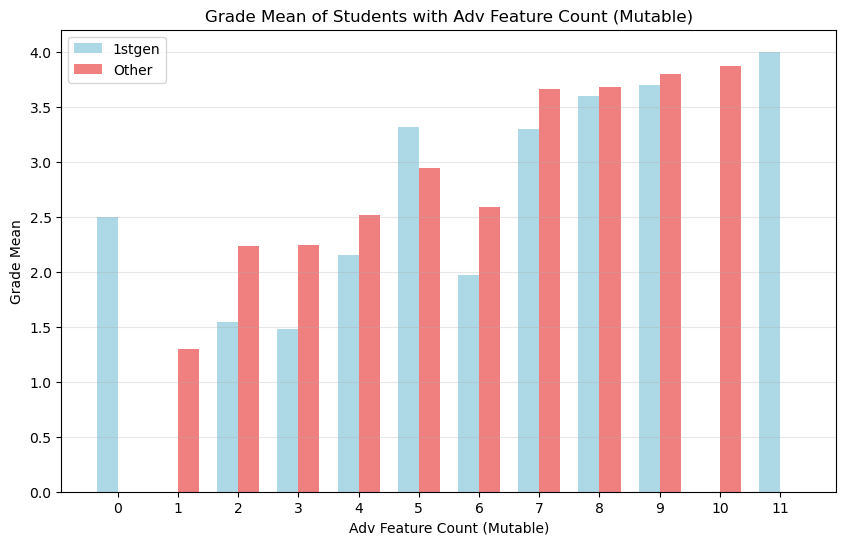 Grade Mean of Students with Adv Feature Count (Mutable)
1stgen
Other
4.0
3.5
3.0
2.5
2.0
1.5
1.0
0.5
0.0
Grade Mean
0 1 2 3 4 5 6 7 8 9 10 11
Adv Feature Count (Mutable)